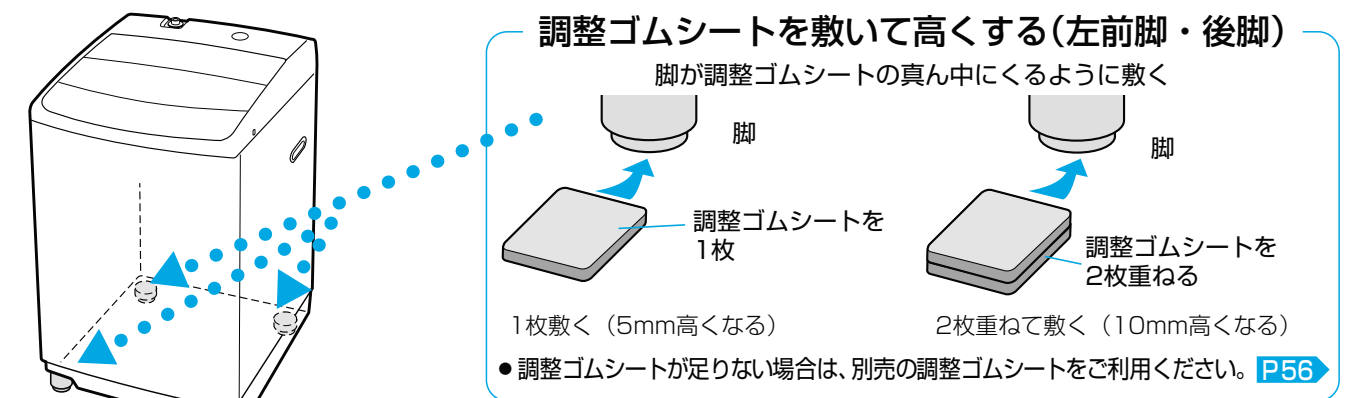 調整ゴムシートを敷いて高くする（左前脚・後脚）
脚が調整ゴムシートの真ん中にくるように敷く
脚
調整ゴムシートを
1枚
1枚敷く（5mm高くなる）
脚
調整ゴムシートを
2枚重ねる
2枚重ねて敷く（10mm高くなる）
●調整ゴムシートが足りない場合は、別売の調整ゴムシートをご利用ください。 P56